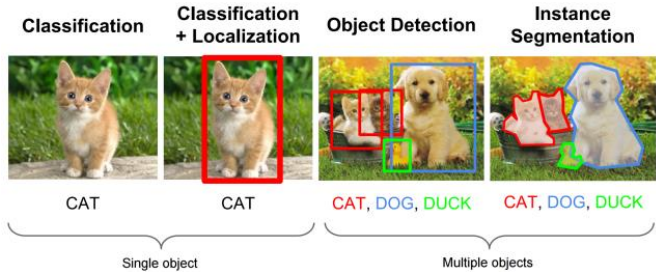 Classification
Classification
+ Localization
Object Detection
Instance
Segmentation
CAT
CAT
CAT, DOG, DUCK
CAT, DOG, DUCK
Single object
Multiple objects